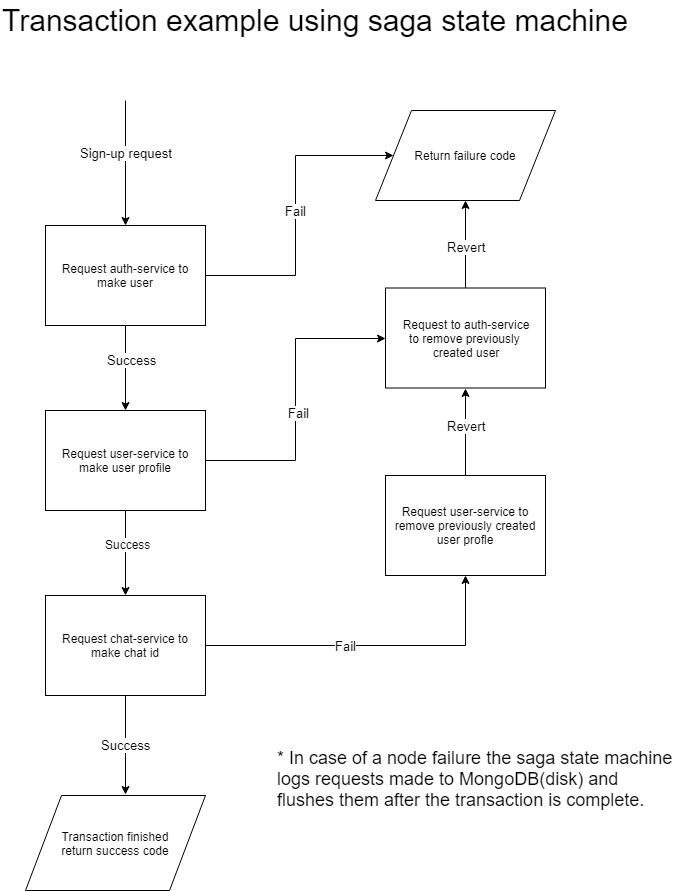 Transaction example using saga state machine
Sign-up request
Return failure code
Fail
Revert
Request auth-service to
make user
Request to auth-service
to remove previously
created user
Success
Fail
Revert
Request user-service to
make user profile
Request user-service to
remove previously created
user profle
Success
Request chat-service to
make chat id
Fail
Success
* In case of a node failure the saga state machine
logs requests made to MongoDB(disk) and
flushes them after the transaction is complete.
Transaction finished
return success code